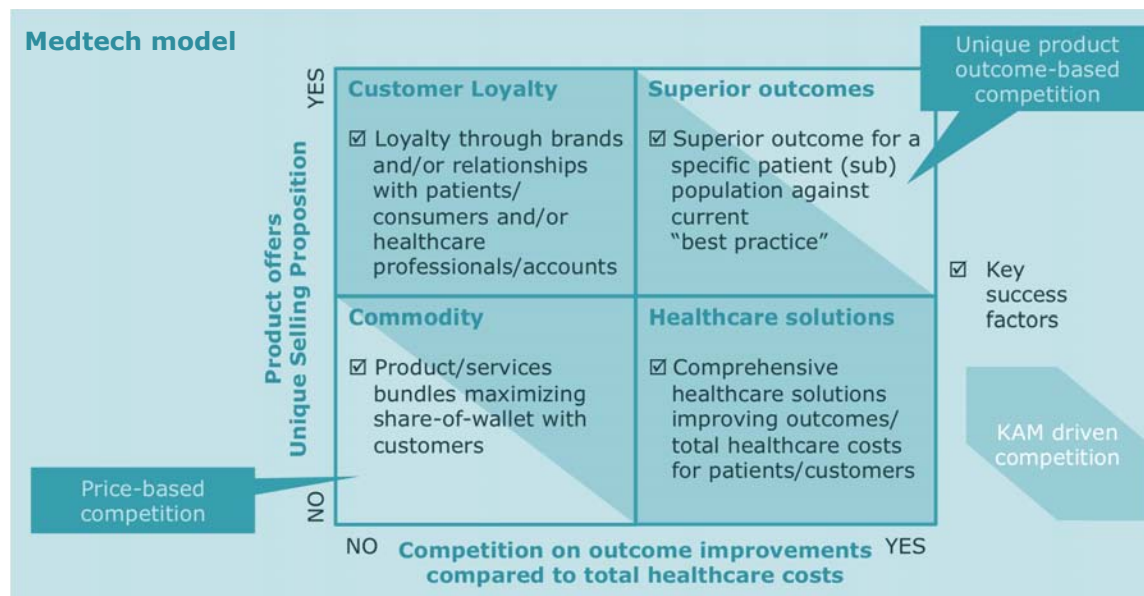 Medtech model
Unique product
outcome-based
competition
YES
Product offers
Unique Selling Proposition
NO
Customer Loyalty
☑ Loyalty through brands
and/or relationships
with patients/
consumers and/or
healthcare
professionals/accounts
Superior outcomes
☑ Superior outcome for a
specific patient (sub)
population against
current
“best practice”
☑ Key
success
factors
Commodity
☑ Product/services
bundles maximizing
share-of-wallet with
customers
Healthcare solutions
☑ Comprehensive
healthcare solutions
improving outcomes/
total healthcare costs
for patients/customers
KAM driven
competition
Price-based
competition
NO
Competition on outcome improvements
compared to total healthcare costs
YES